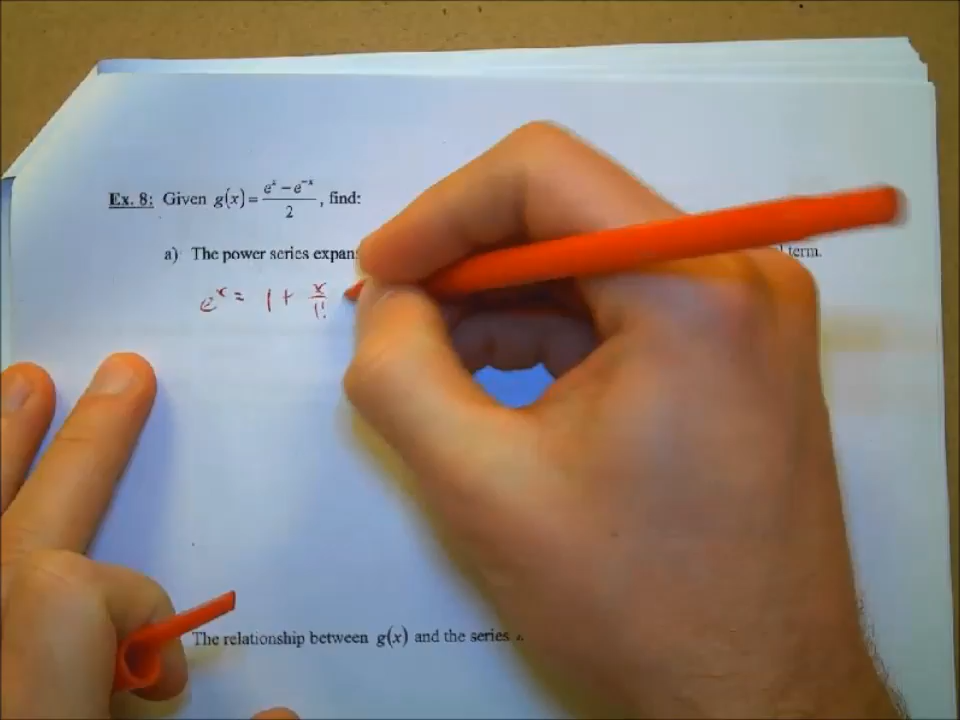 Ex. 8: Given g(x) = (e^x − e^−x)/2, find:
a) The power series expan term.
e^x = 1 + x/1!
The relationship between g(x) and the series